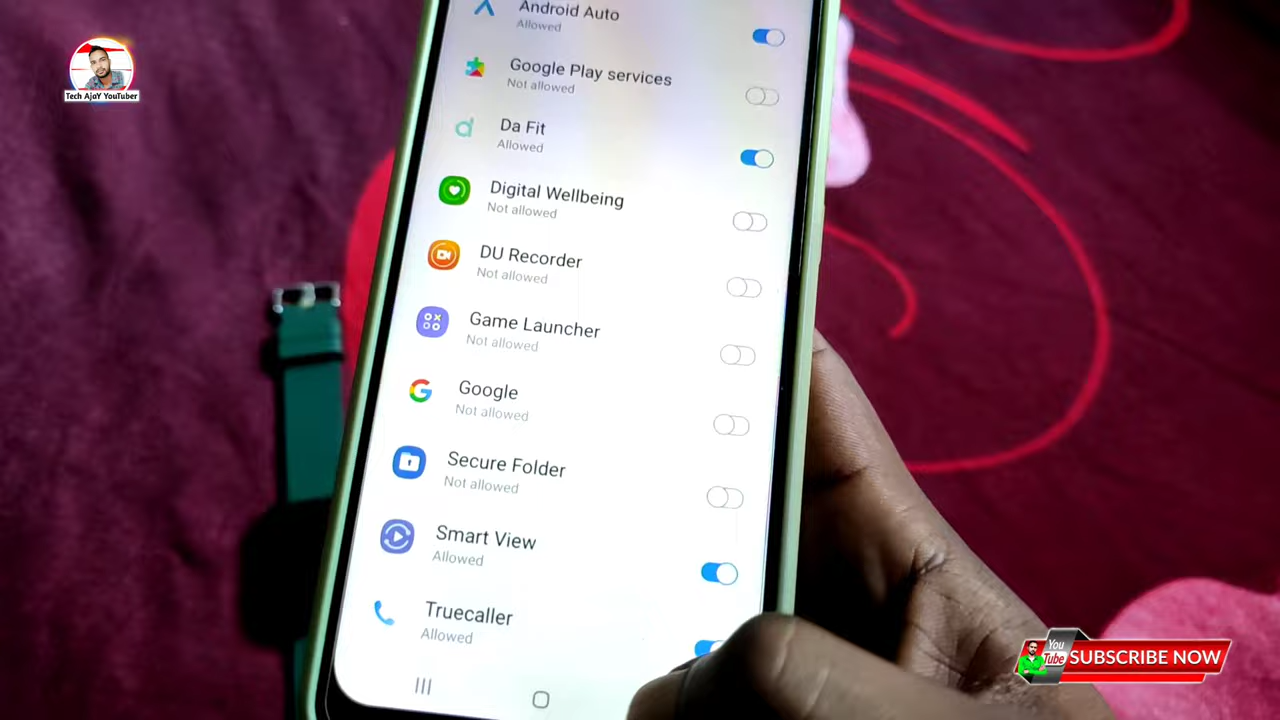 Android Auto
Allowed
Google Play services
Not allowed
Tech AjaY YouTuber
Da Fit
Allowed
Digital Wellbeing
Not allowed
DU Recorder
Not allowed
Game Launcher
Not allowed
Google
Not allowed
Secure Folder
Not allowed
Smart View
Allowed
Truecaller
Allowed
You
Tube
SUBSCRIBE NOW